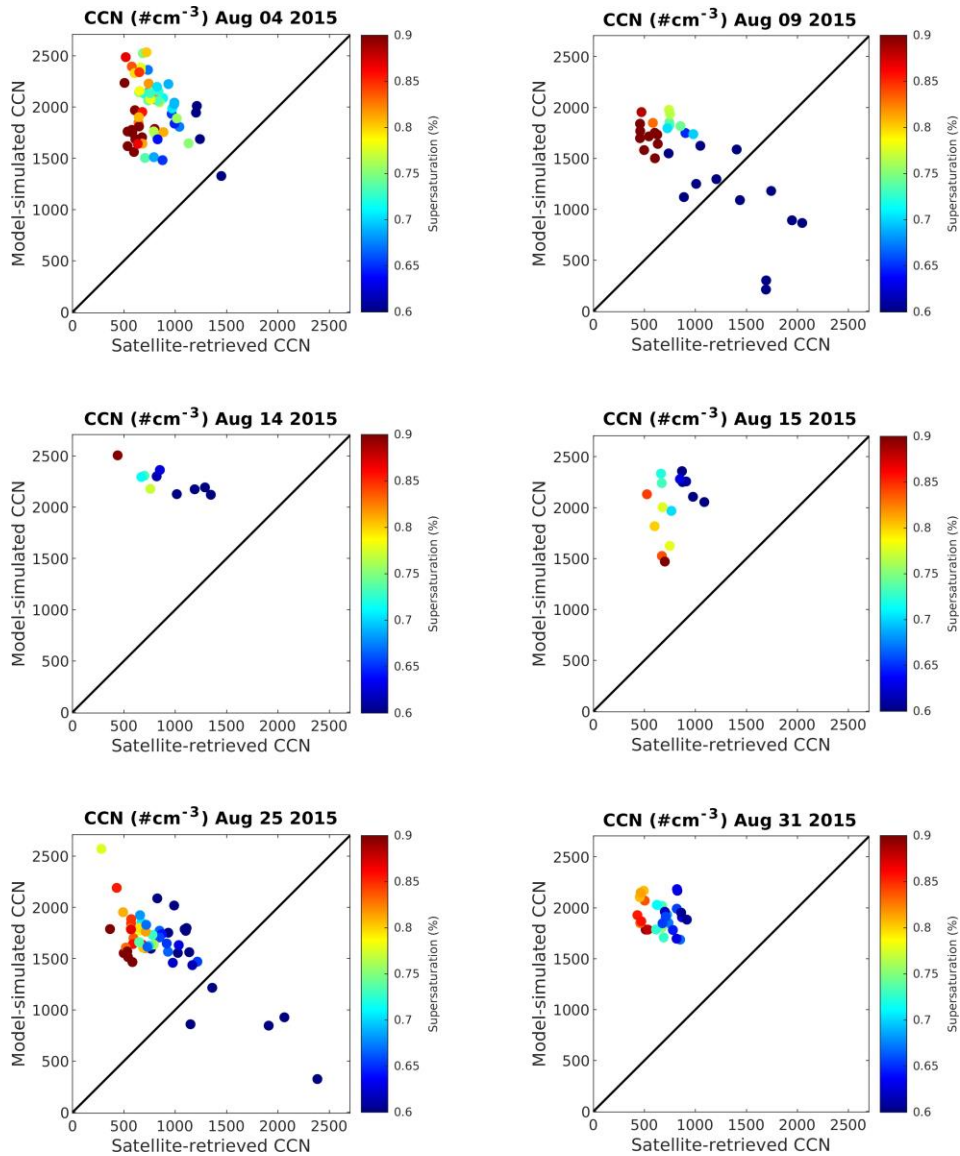 CCN (#cm-3) Aug 04 2015
Model-simulated CCN
2500
2000
1500
1000
500
0
0 500 1000 1500 2000 2500
Satellite-retrieved CCN
0.9
0.85
0.8
0.75
0.7
0.65
0.6
Supersaturation (%)
CCN (#cm-3) Aug 09 2015
Model-simulated CCN
2500
2000
1500
1000
500
0
0 500 1000 1500 2000 2500
Satellite-retrieved CCN
0.9
0.85
0.8
0.75
0.7
0.65
0.6
Supersaturation (%)
CCN (#cm-3) Aug 14 2015
Model-simulated CCN
2500
2000
1500
1000
500
0
0 500 1000 1500 2000 2500
Satellite-retrieved CCN
0.9
0.85
0.8
0.75
0.7
0.65
0.6
Supersaturation (%)
CCN (#cm-3) Aug 15 2015
Model-simulated CCN
2500
2000
1500
1000
500
0
0 500 1000 1500 2000 2500
Satellite-retrieved CCN
0.9
0.85
0.8
0.75
0.7
0.65
0.6
Supersaturation (%)
CCN (#cm-3) Aug 25 2015
Model-simulated CCN
2500
2000
1500
1000
500
0
0 500 1000 1500 2000 2500
Satellite-retrieved CCN
0.9
0.85
0.8
0.75
0.7
0.65
0.6
Supersaturation (%)
CCN (#cm-3) Aug 31 2015
Model-simulated CCN
2500
2000
1500
1000
500
0
0 500 1000 1500 2000 2500
Satellite-retrieved CCN
0.9
0.85
0.8
0.75
0.7
0.65
0.6
Supersaturation (%)